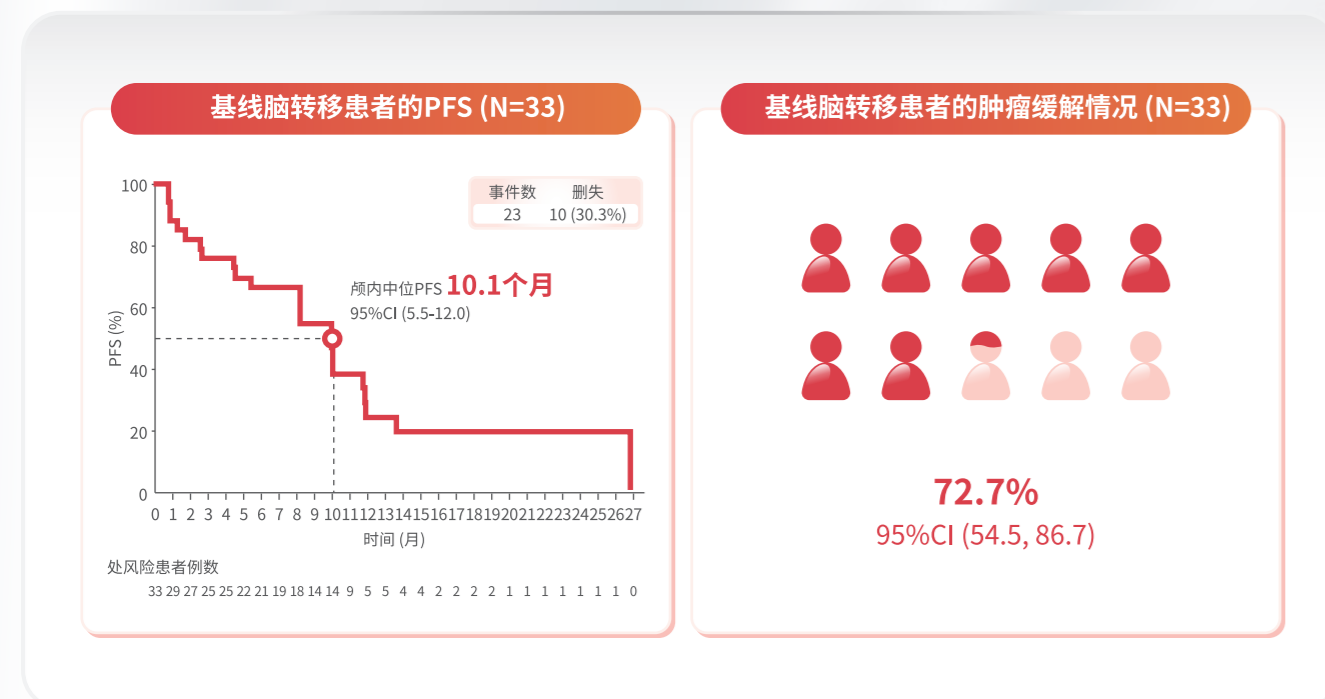 基线脑转移患者的PFS (N=33)
事件数 删失
23 10 (30.3%)
颅内中位PFS 10.1个月
95%CI (5.5-12.0)
PFS (%)
100
80
60
40
20
0
0 1 2 3 4 5 6 7 8 9 10 11 12 13 14 15 16 17 18 19 20 21 22 23 24 25 26 27
时间 (月)
处风险患者例数
33 29 27 25 25 22 21 19 18 14 14 9 5 5 4 4 2 2 2 2 1 1 1 1 1 1 1 0
基线脑转移患者的肿瘤缓解情况 (N=33)
72.7%
95%CI (54.5, 86.7)